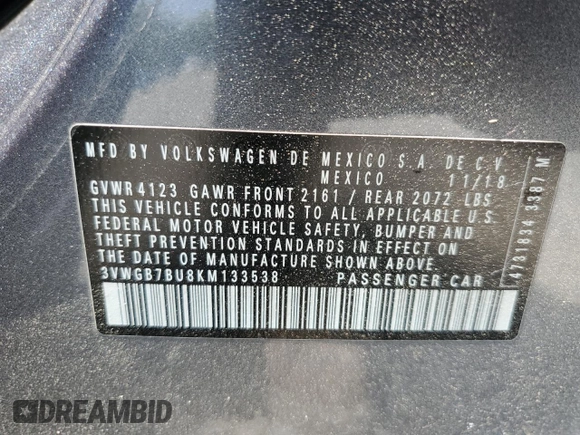 MFD BY VOLKSWAGEN DE MEXICO S.A. DE C.V.
MEXICO 11/18
GVWR 4123 GAWR FRONT 2161 / REAR 2072 LBS
THIS VEHICLE CONFORMS TO ALL APPLICABLE U.S.
FEDERAL MOTOR VEHICLE SAFETY, BUMPER AND
THEFT PREVENTION STANDARDS IN EFFECT ON
THE DATE OF MANUFACTURE SHOWN ABOVE.
3VWGB7BU8KM133538 PASSENGER CAR
4731834 3387 M
DREAMBID